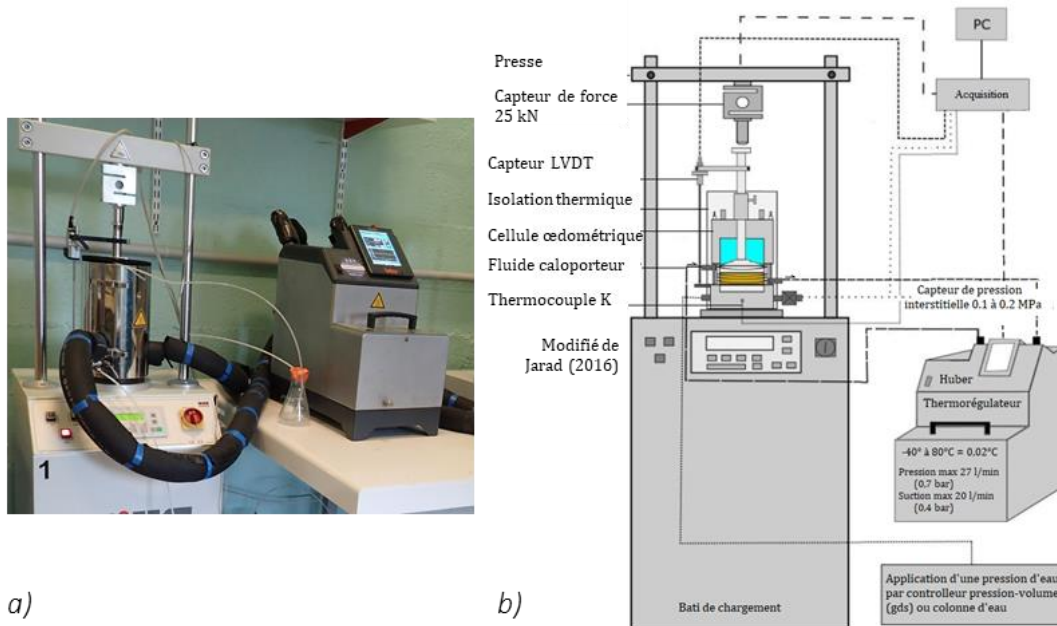 1
a)
PC
Acquisition
Presse
Capteur de force
25 kN
Capteur LVDT
Isolation thermique
Cellule œdométrique
Fluide caloporteur
Thermocouple K
Modifié de
Jarad (2016)
Capteur de pression
interstitielle 0.1 à 0.2 MPa
Huber
Thermorégulateur
-40° à 80°C = 0.02°C
Pression max 27 l/min
(0,7 bar)
Suction max 20 l/min
(0.4 bar)
Application d'une pression d'eau
par controlleur pression-volume
(gds) ou colonne d'eau
Bati de chargement
b)